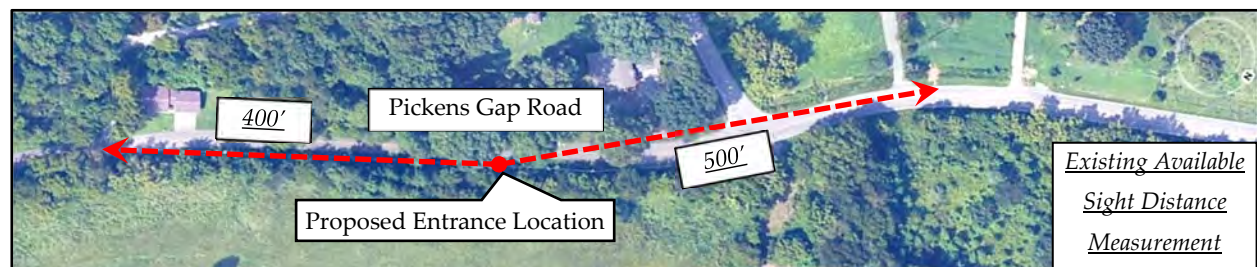 400’
Pickens Gap Road
500’
Proposed Entrance Location
Existing Available
Sight Distance
Measurement